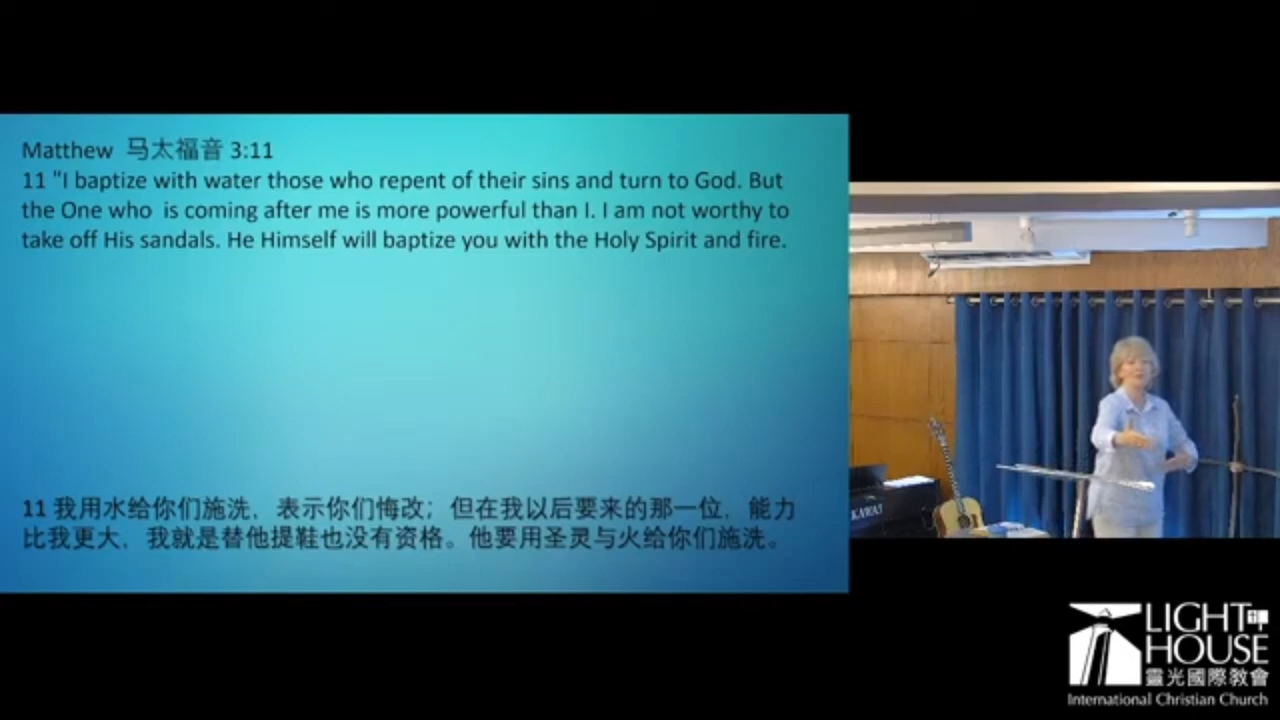 Matthew 马太福音 3:11
11 "I baptize with water those who repent of their sins and turn to God. But
the One who is coming after me is more powerful than I. I am not worthy to
take off His sandals. He Himself will baptize you with the Holy Spirit and fire.
11 我用水给你们施洗，表示你们悔改；但在我以后要来的那一位，能力
比我更大，我就是替他提鞋也没有资格。他要用圣灵与火给你们施洗。
KAWAI
LIGHT
HOUSE
靈光國際教會
International Christian Church